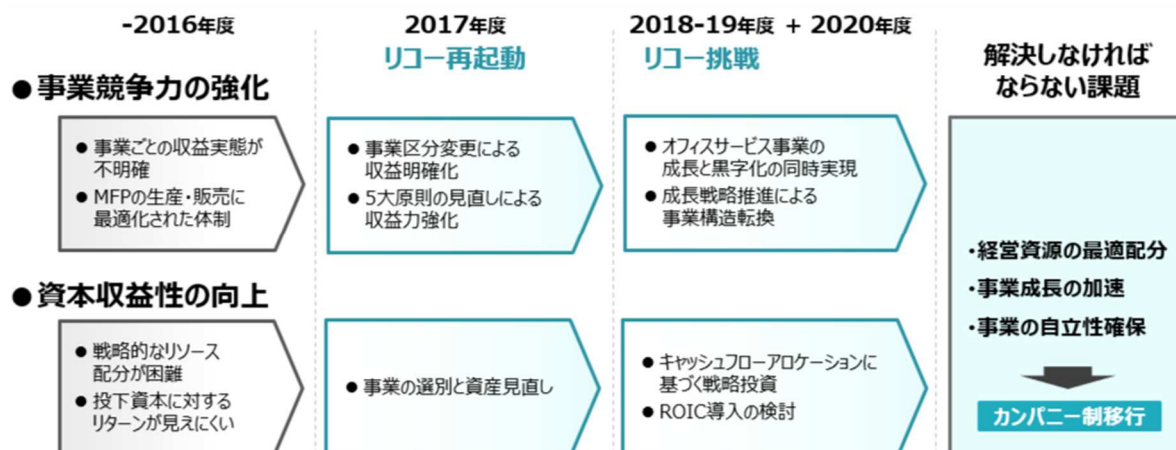 -2016年度
2017年度
リコー再起動
2018-19年度 + 2020年度
リコー挑戦
解決しなければ
ならない課題
●事業競争力の強化
● 事業ごとの収益実態が
不明確
● MFPの生産・販売に
最適化された体制
● 事業区分変更による
収益明確化
● 5大原則の見直しによる
収益力強化
● オフィスサービス事業の
成長と黒字化の同時実現
● 成長戦略推進による
事業構造転換
●資本収益性の向上
● 戦略的なリソース
配分が困難
● 投下資本に対する
リターンが見えにくい
● 事業の選別と資産見直し
● キャッシュフローアロケーションに
基づく戦略投資
● ROIC導入の検討
・経営資源の最適配分
・事業成長の加速
・事業の自立性確保
カンパニー制移行